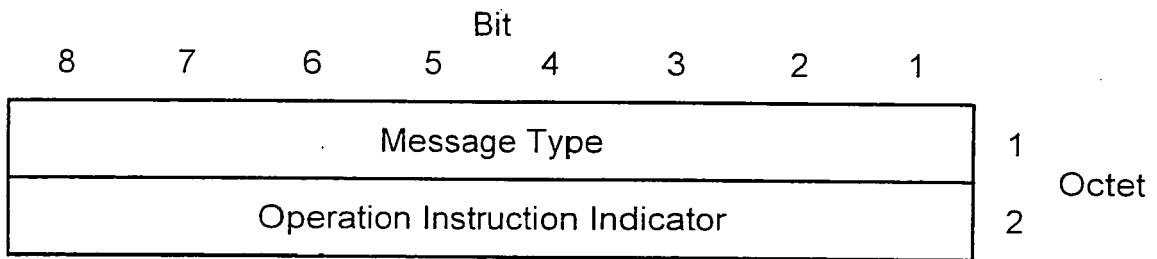 Bit
8 7 6 5 4 3 2 1
Message Type 1
Octet
Operation Instruction Indicator 2